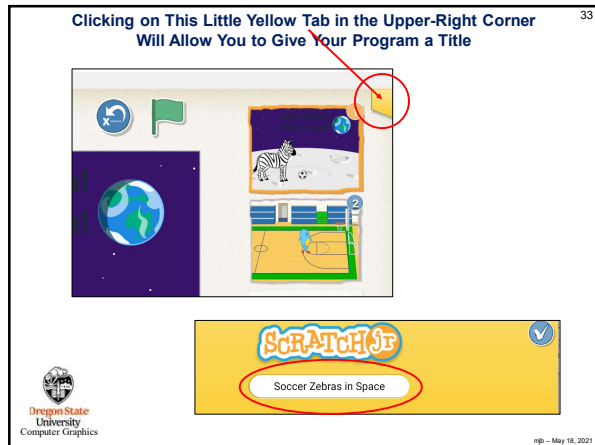 Clicking on This Little Yellow Tab in the Upper-Right Corner
Will Allow You to Give Your Program a Title
33
2
SCRATCH Jr
Soccer Zebras in Space
Oregon State
University
Computer Graphics
mjb – May 18, 2021